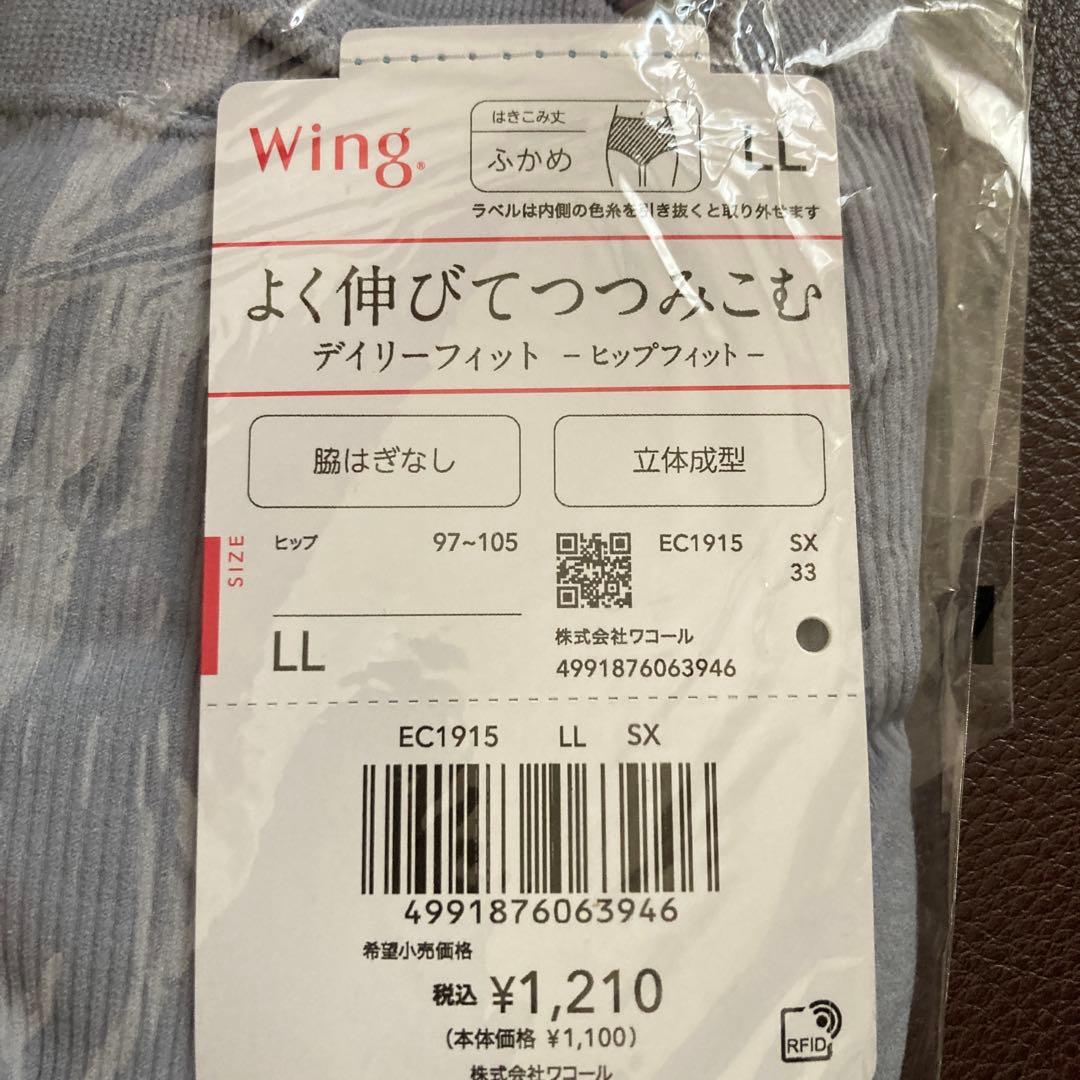 Wing®
はきこみ丈
ふかめ
LL
ラベルは内側の色糸を引き抜くと取り外せます
よく伸びてつつみこむ
デイリーフィット －ヒップフィット－
脇はぎなし
立体成型
SIZE
ヒップ 97~105
LL
EC1915 SX
33
株式会社ワコール
4991876063946
EC1915 LL SX
4991876063946
希望小売価格
税込 ¥1,210
(本体価格 ¥1,100)
株式会社ワコール
RFID